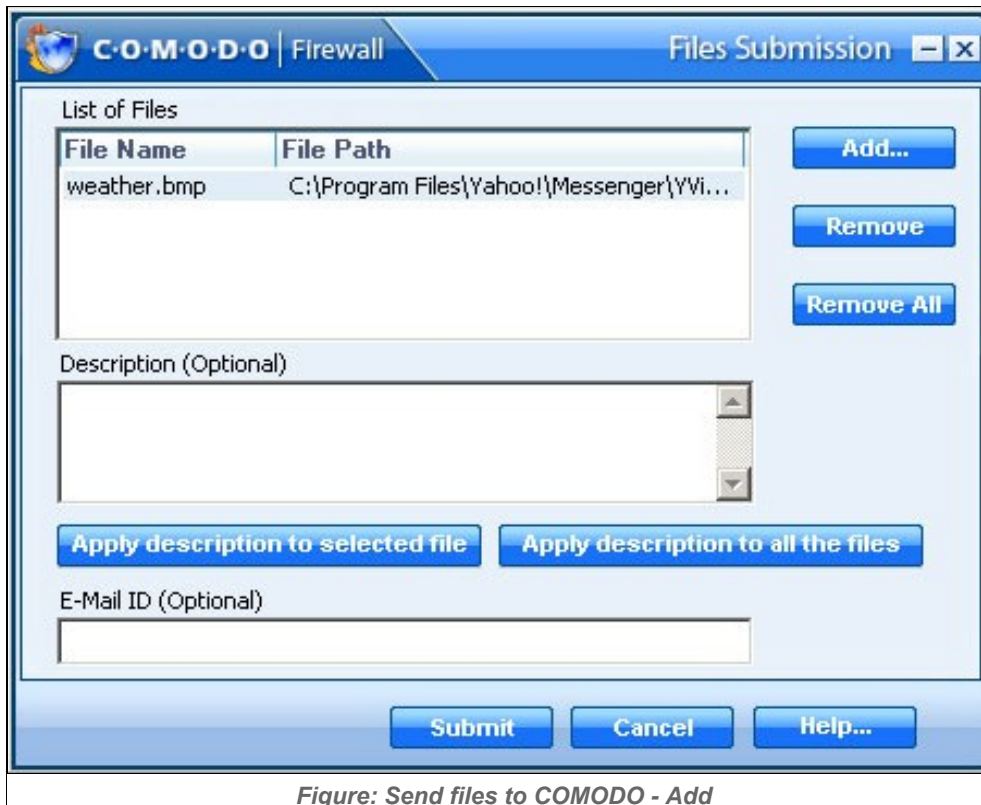 C·O·M·O·D·O | Firewall Files Submission
List of Files
File Name File Path
weather.bmp C:\Program Files\Yahoo!\Messenger\YVi...
Add...
Remove
Remove All
Description (Optional)
Apply description to selected file Apply description to all the files
E-Mail ID (Optional)
Submit Cancel Help...
Figure: Send files to COMODO - Add